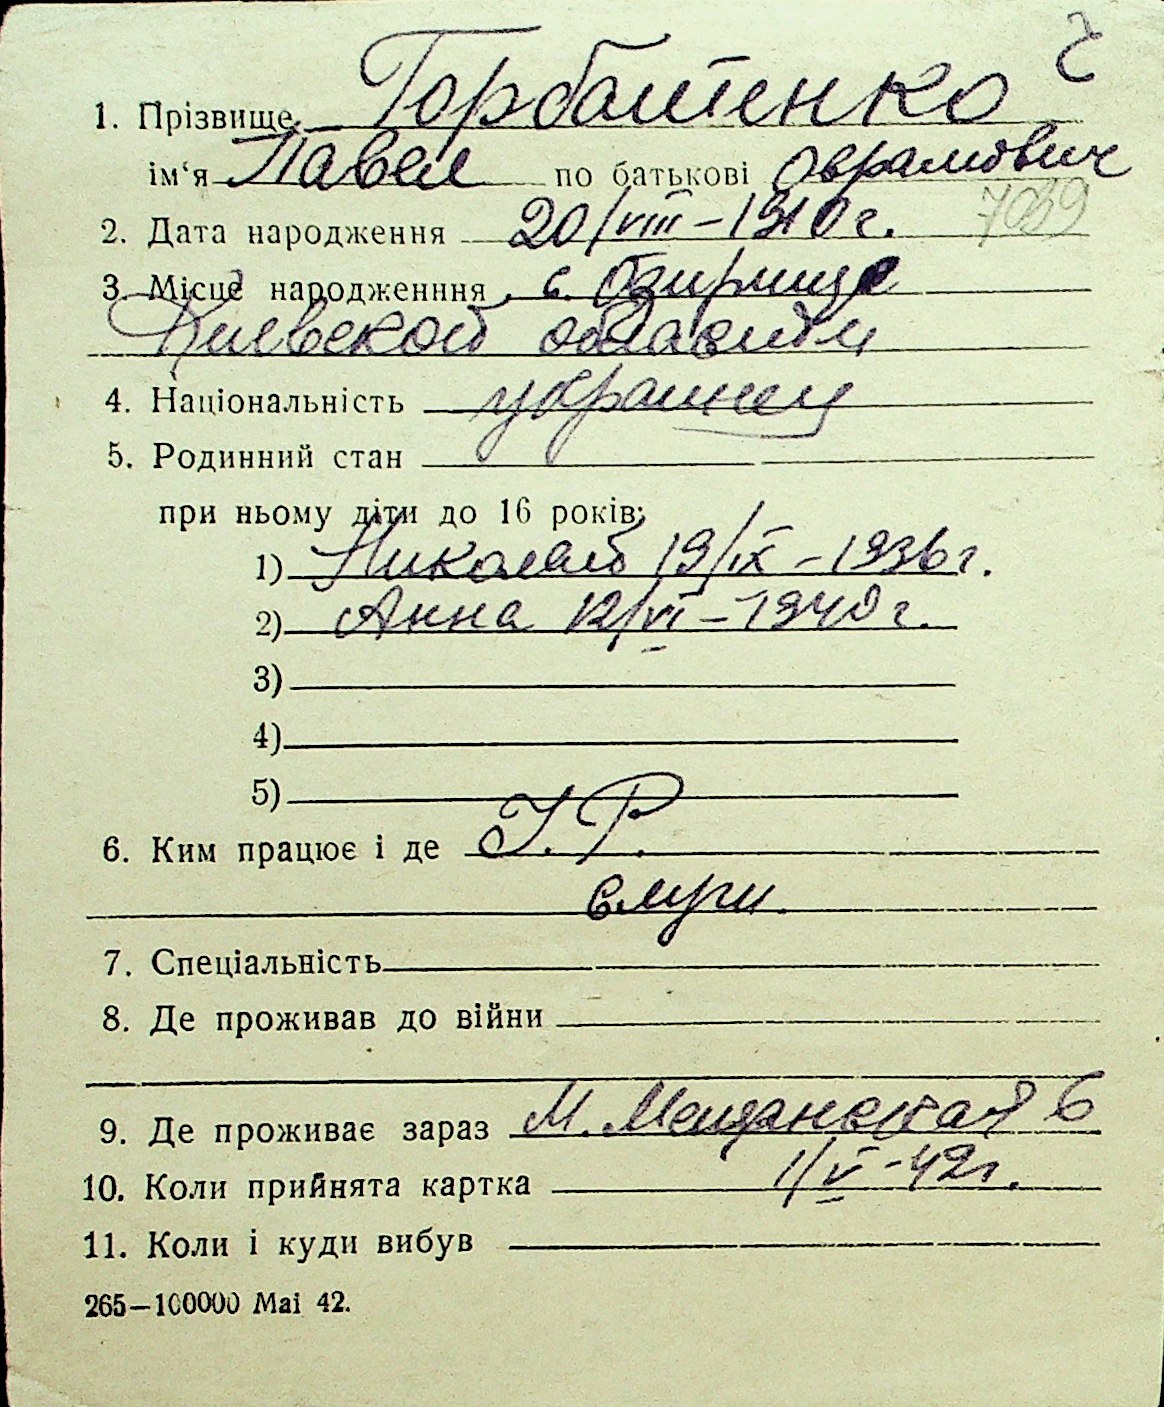 ч
1. Прізвище Горбатенко
ім‘я Павел по батькові Оврамович
2. Дата народження 20/VIII – 1910 г. 7039
3. Місце народженння с. Озирище
Киевской области
4. Національність украинец
5. Родинний стан
при ньому діти до 16 років:
1) Николай 19/IX – 1936 г.
2) Анна 12/VI – 1940 г.
3)
4)
5)
6. Ким працює і де У. Р.
слуги.
7. Спеціальність
8. Де проживав до війни
9. Де проживає зараз М. Мещанская 6
10. Коли прийнята картка 1/V - 42 г.
11. Коли і куди вибув
265—100000 Mai 42.